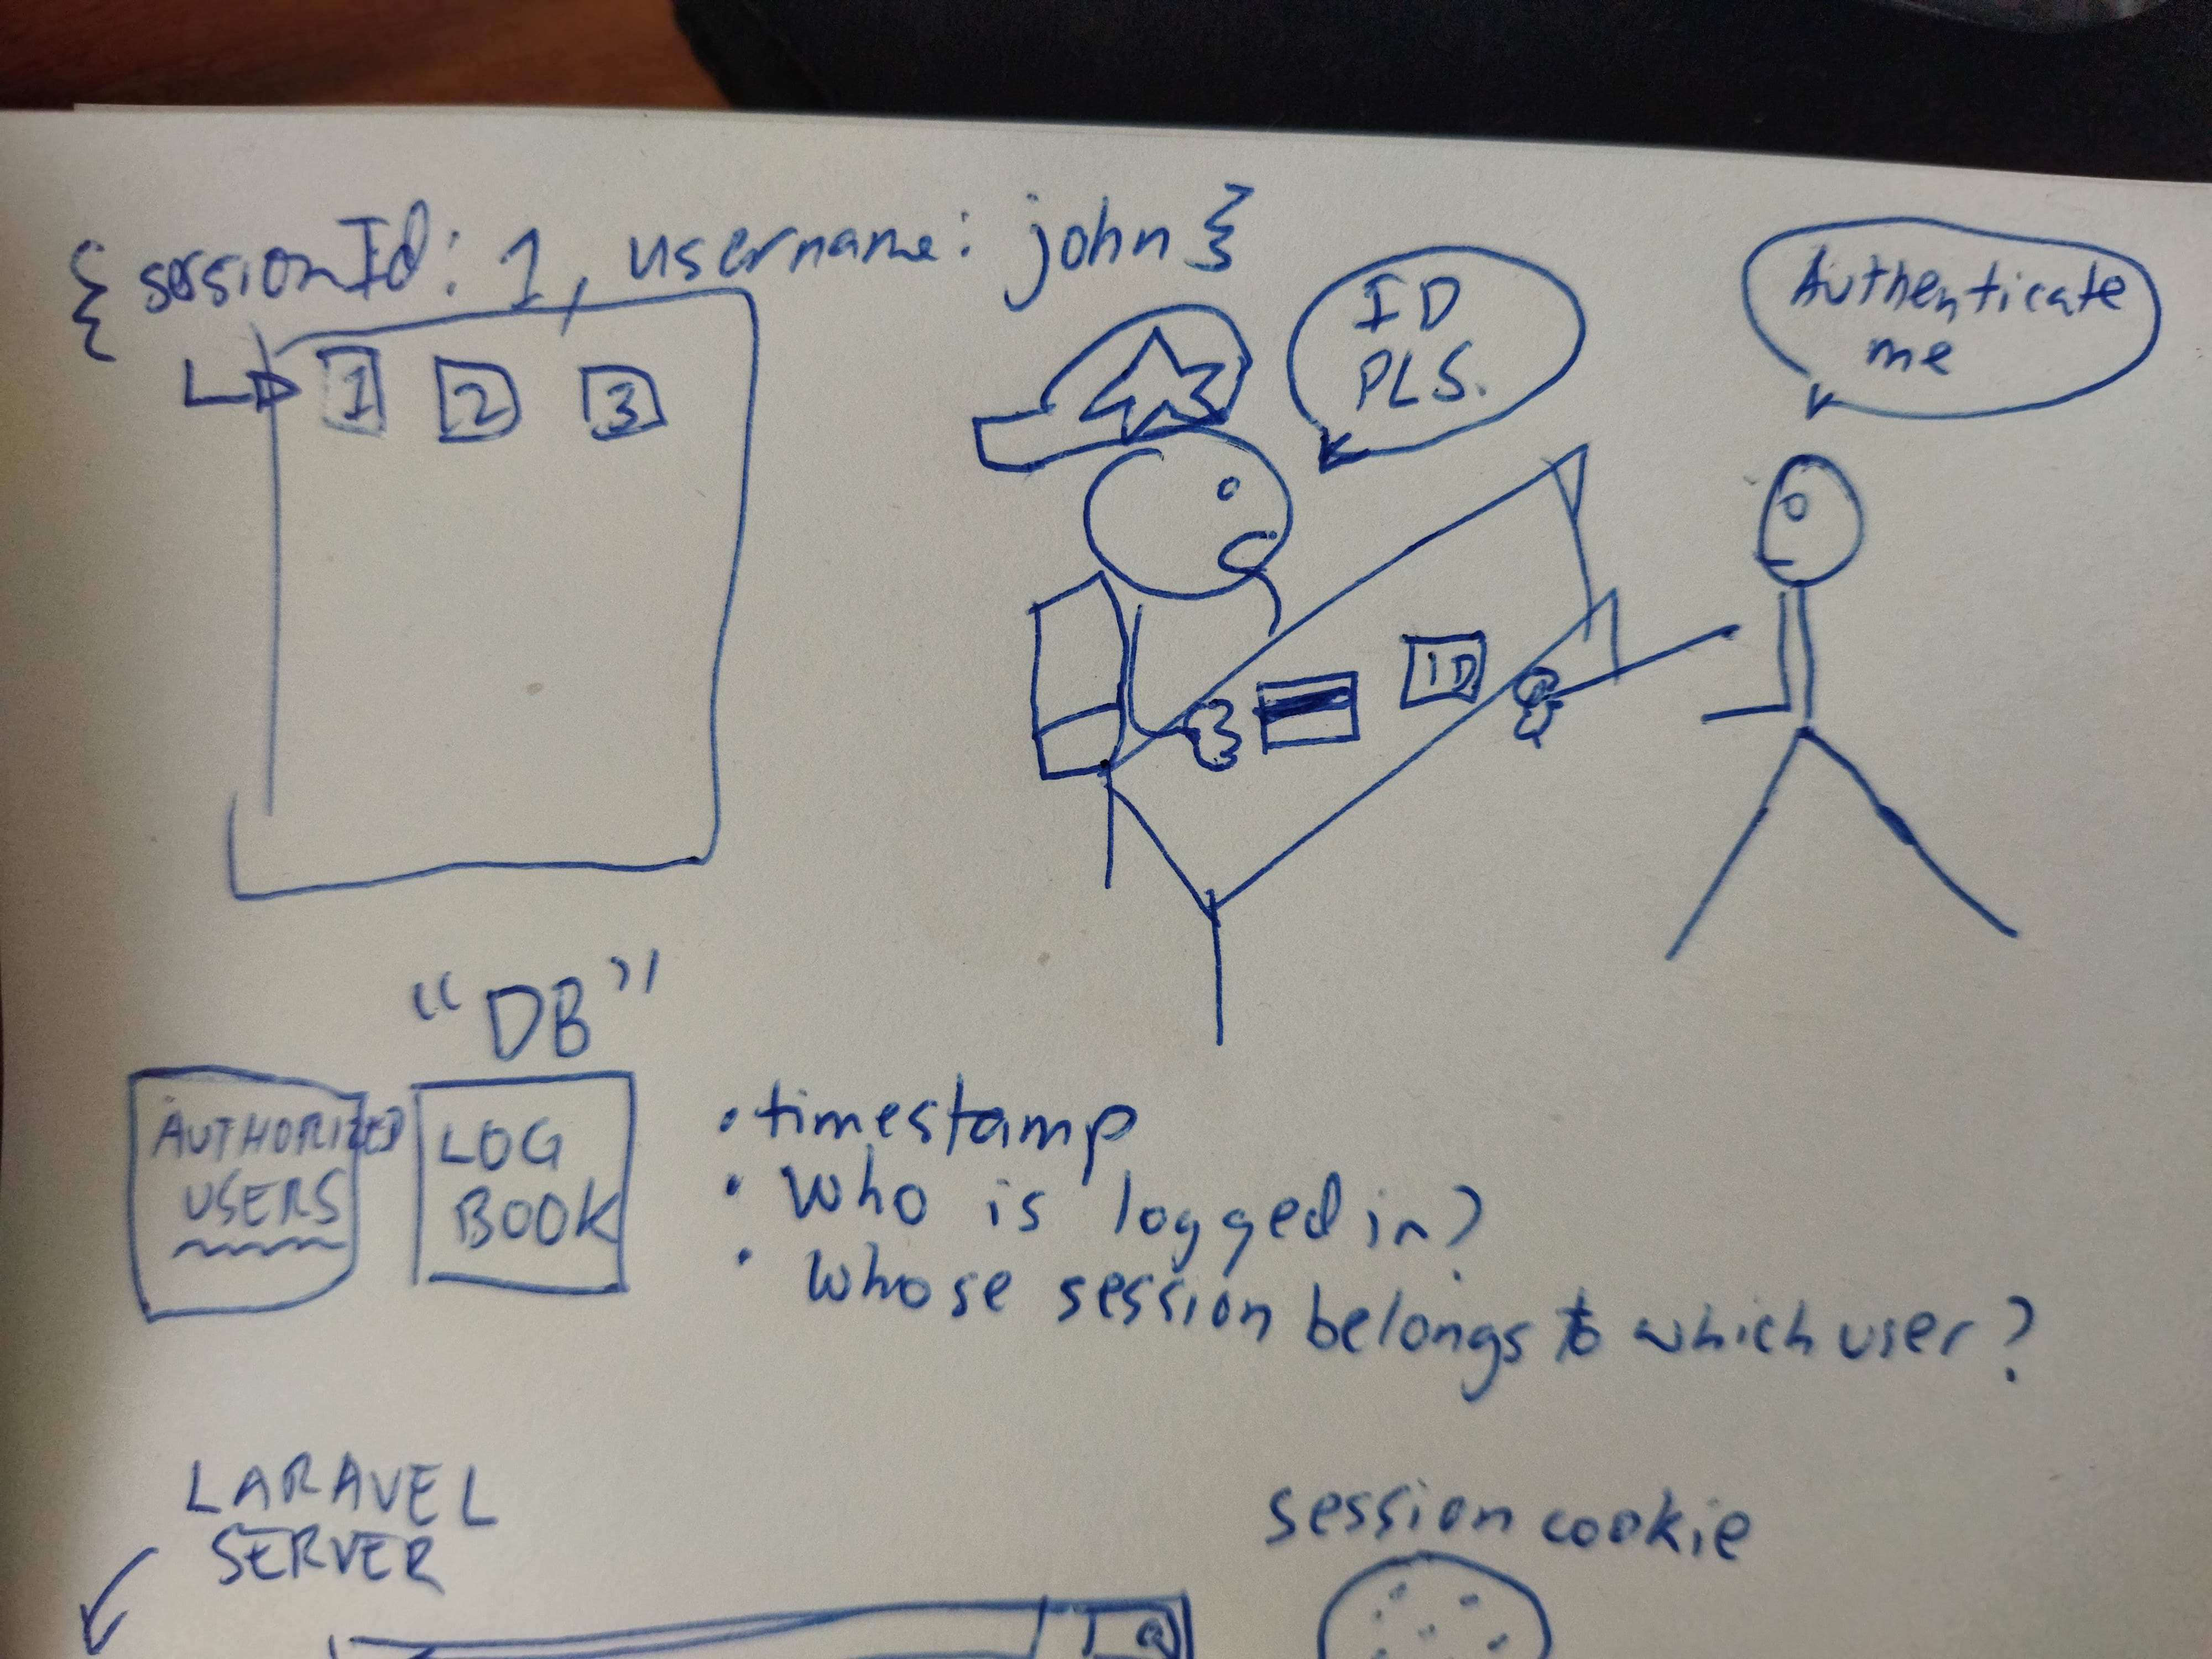 {sessionId: 1, username: john}
1 2 3
ID
PLS.
Authenticate
me
ID
"DB"
AUTHORIZED
USERS
LOG
BOOK
• timestamp
• Who is logged in?
• Whose session belongs to which user?
LARAVEL
SERVER
session cookie